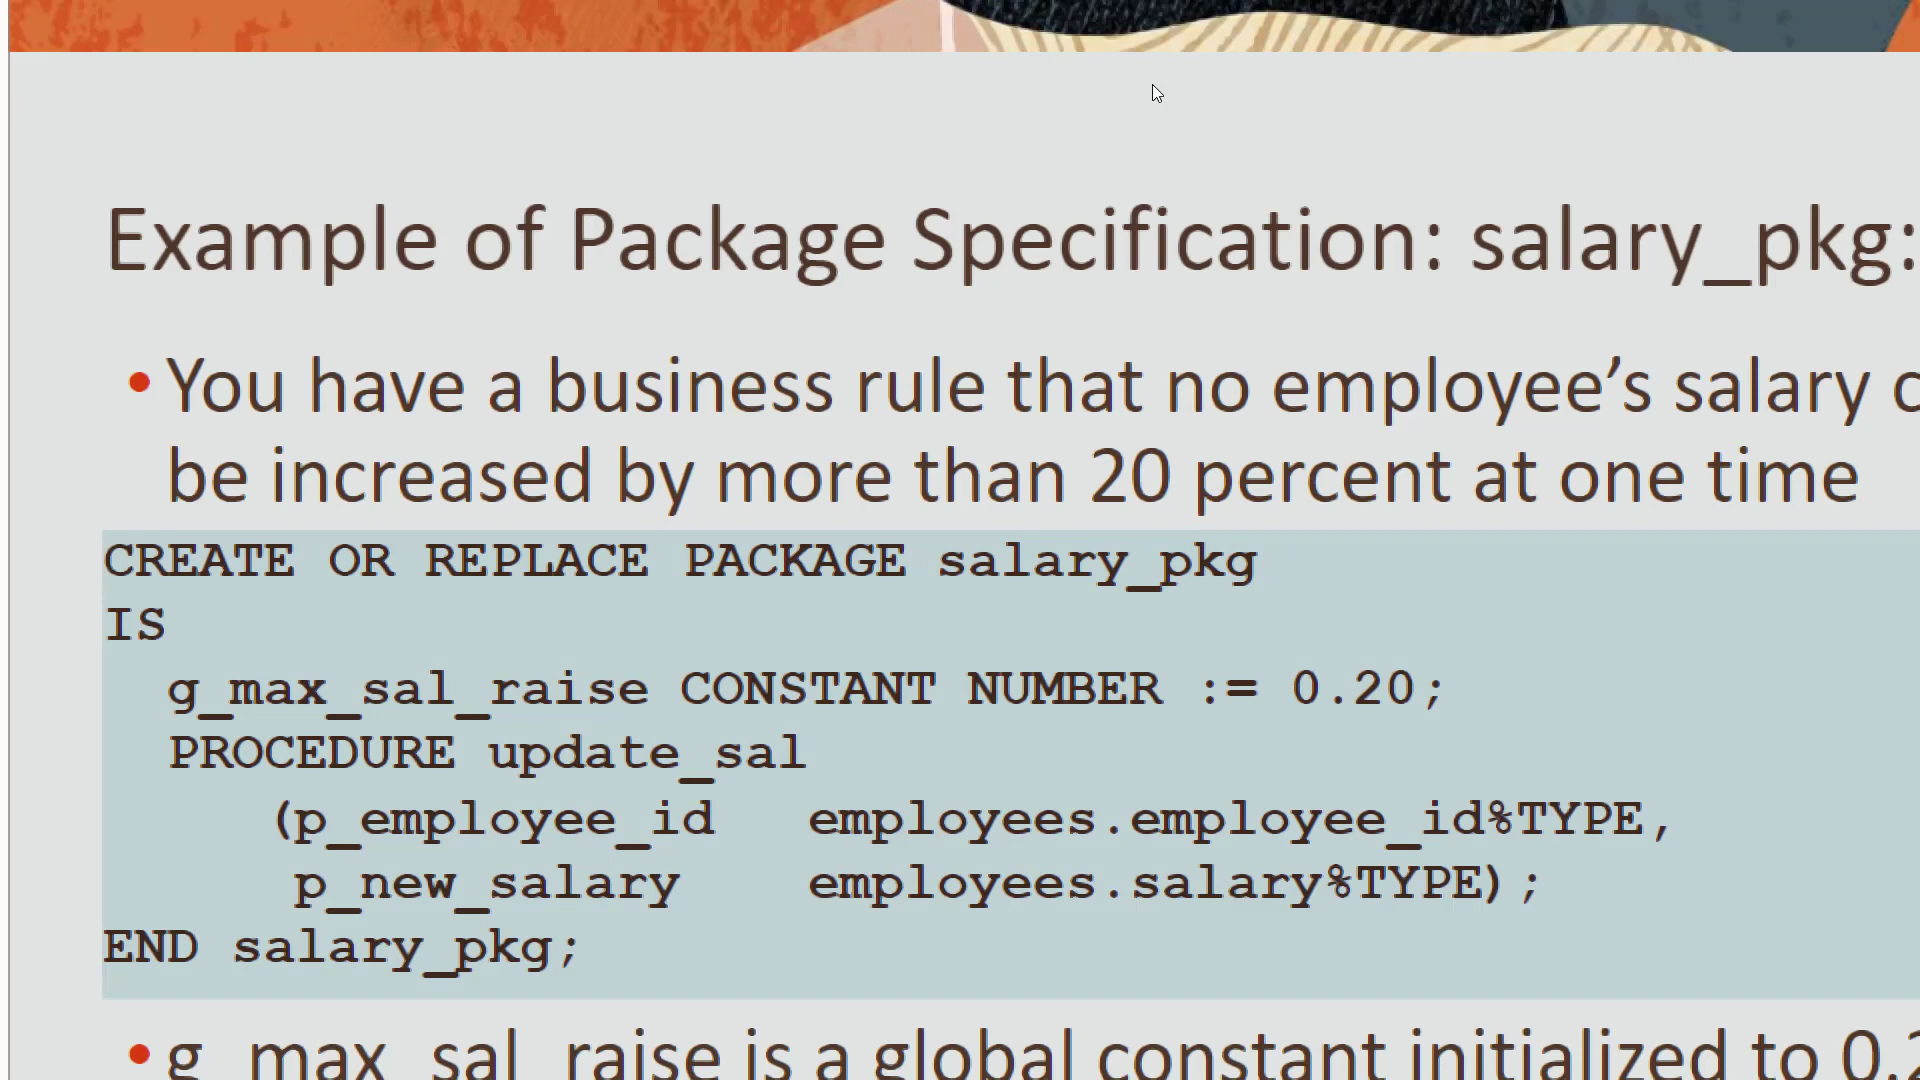 Example of Package Specification: salary_pkg:
• You have a business rule that no employee’s salary
be increased by more than 20 percent at one time
CREATE OR REPLACE PACKAGE salary_pkg
IS
g_max_sal_raise CONSTANT NUMBER := 0.20;
PROCEDURE update_sal
(p_employee_id employees.employee_id%TYPE,
p_new_salary employees.salary%TYPE);
END salary_pkg;
• g_max_sal_raise is a global constant initialized to